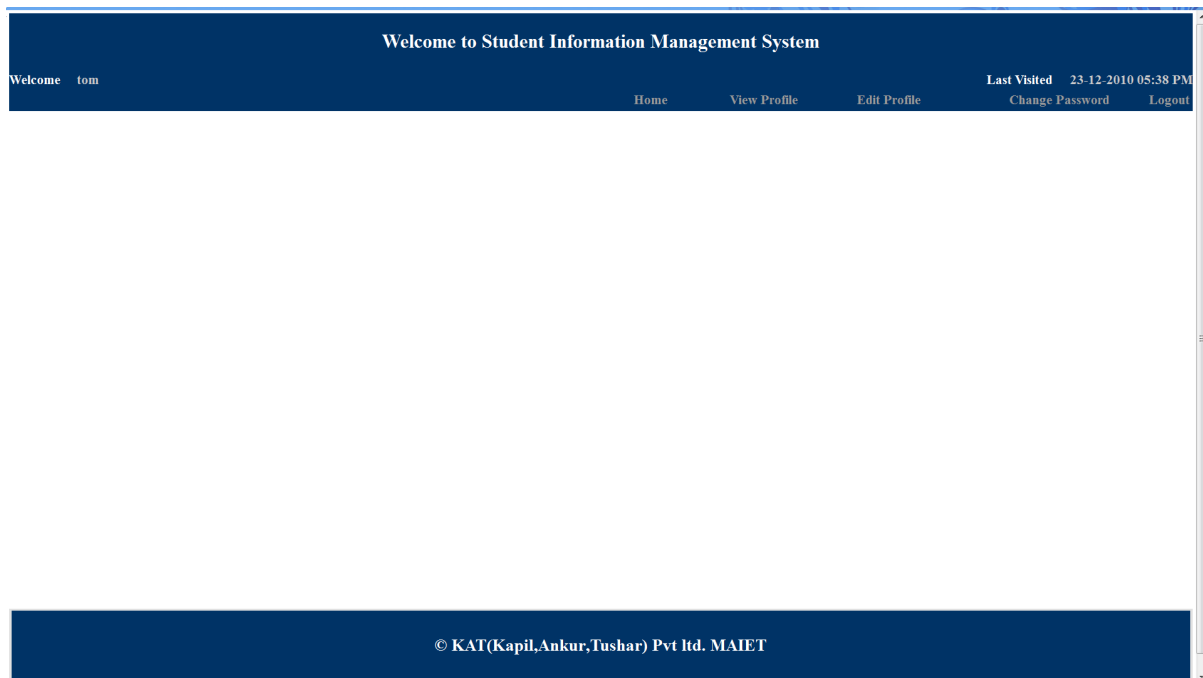 Welcome to Student Information Management System
Welcome tom Last Visited 23-12-2010 05:38 PM
Home View Profile Edit Profile Change Password Logout
© KAT(Kapil,Ankur,Tushar) Pvt ltd. MAIET